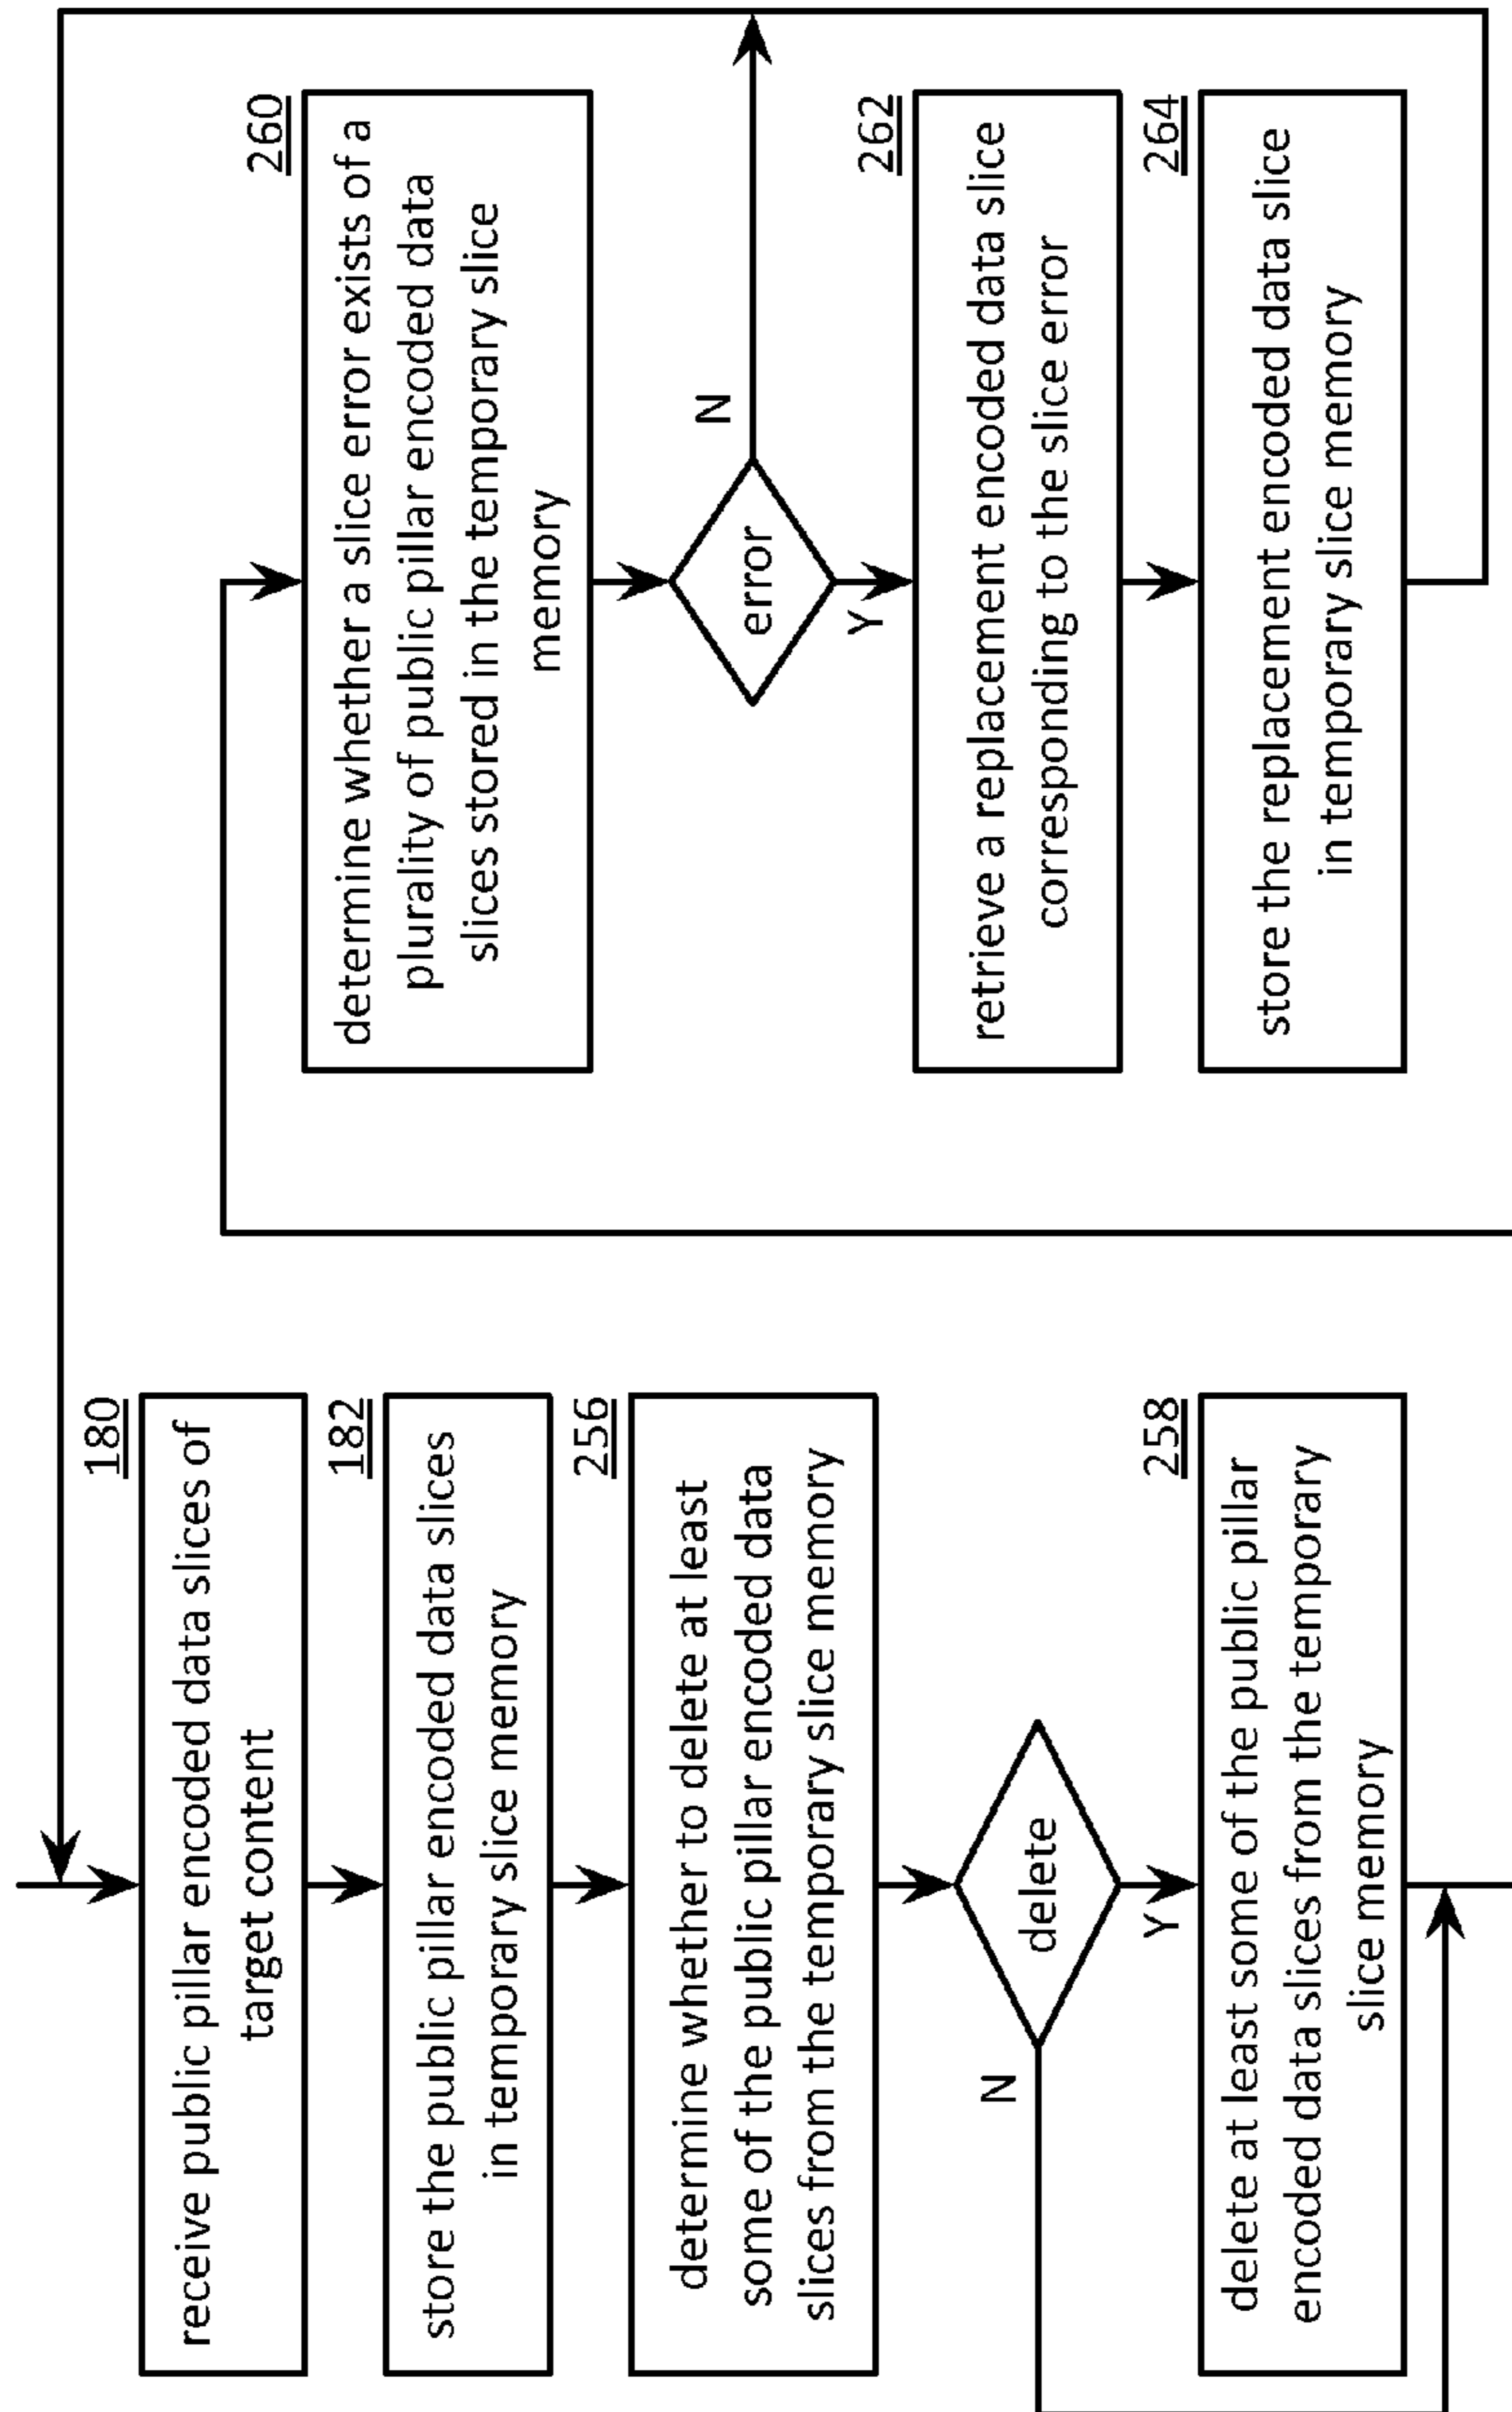 180
receive public pillar encoded data slices of
target content
182
store the public pillar encoded data slices
in temporary slice memory
256
determine whether to delete at least
some of the public pillar encoded data
slices from the temporary slice memory
delete
N
Y
258
delete at least some of the public pillar
encoded data slices from the temporary
slice memory
260
determine whether a slice error exists of a
plurality of public pillar encoded data
slices stored in the temporary slice
memory
error
N
Y
262
retrieve a replacement encoded data slice
corresponding to the slice error
264
store the replacement encoded data slice
in temporary slice memory